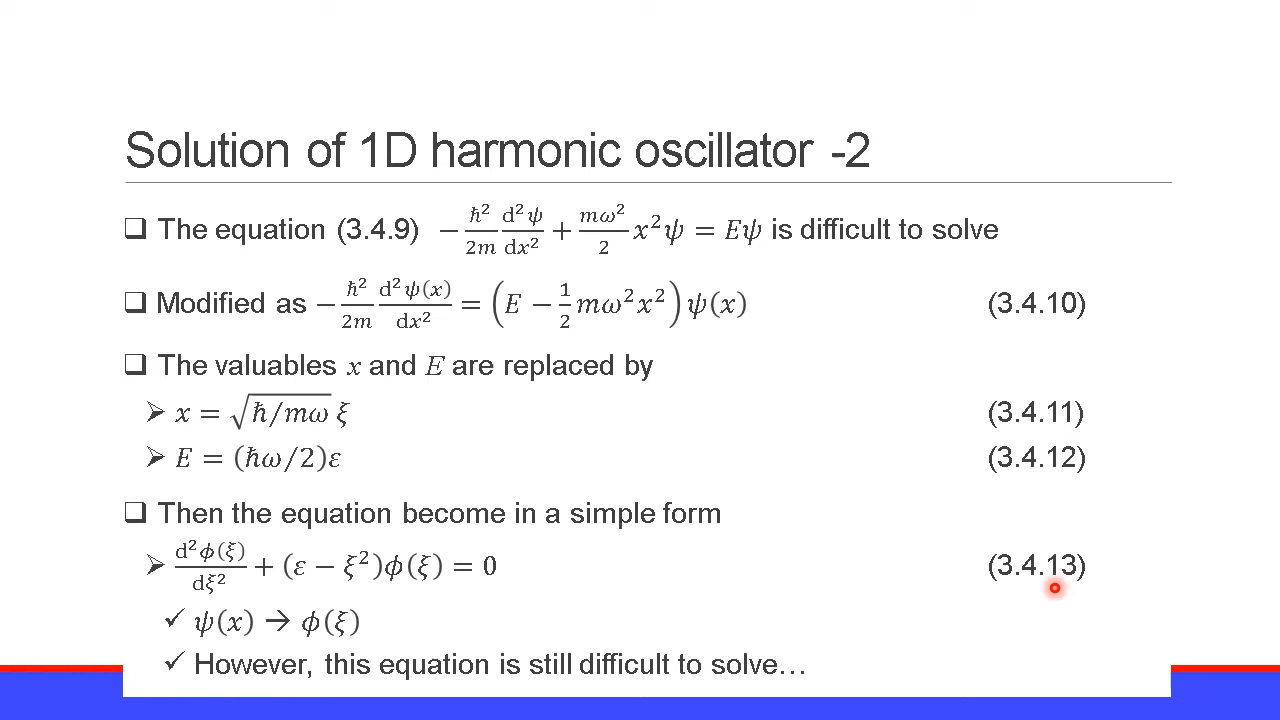 Solution of 1D harmonic oscillator -2
❑ The equation (3.4.9) −ħ²/2m d²ψ/dx² + mω²/2 x²ψ = Eψ is difficult to solve
❑ Modified as −ħ²/2m d²ψ(x)/dx² = (E − 1/2 mω²x²)ψ(x) (3.4.10)
❑ The valuables x and E are replaced by
➢ x = √(ħ/mω) ξ (3.4.11)
➢ E = (ħω/2)ε (3.4.12)
❑ Then the equation become in a simple form
➢ d²ϕ(ξ)/dξ² + (ε − ξ²)ϕ(ξ) = 0 (3.4.13)
✓ ψ(x) → ϕ(ξ)
✓ However, this equation is still difficult to solve…